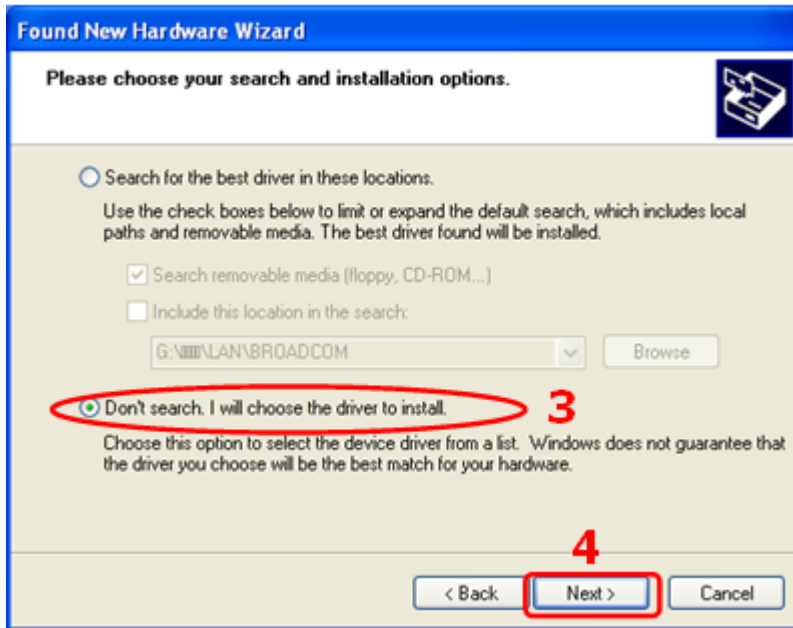 Found New Hardware Wizard
Please choose your search and installation options.
Search for the best driver in these locations.
Use the check boxes below to limit or expand the default search, which includes local
paths and removable media. The best driver found will be installed.
Search removable media (floppy, CD-ROM...)
Include this location in the search:
\LAN\BROADCOM
Browse
Don't search. I will choose the driver to install.
3
Choose this option to select the device driver from a list. Windows does not guarantee that
the driver you choose will be the best match for your hardware.
4
< Back Next > Cancel